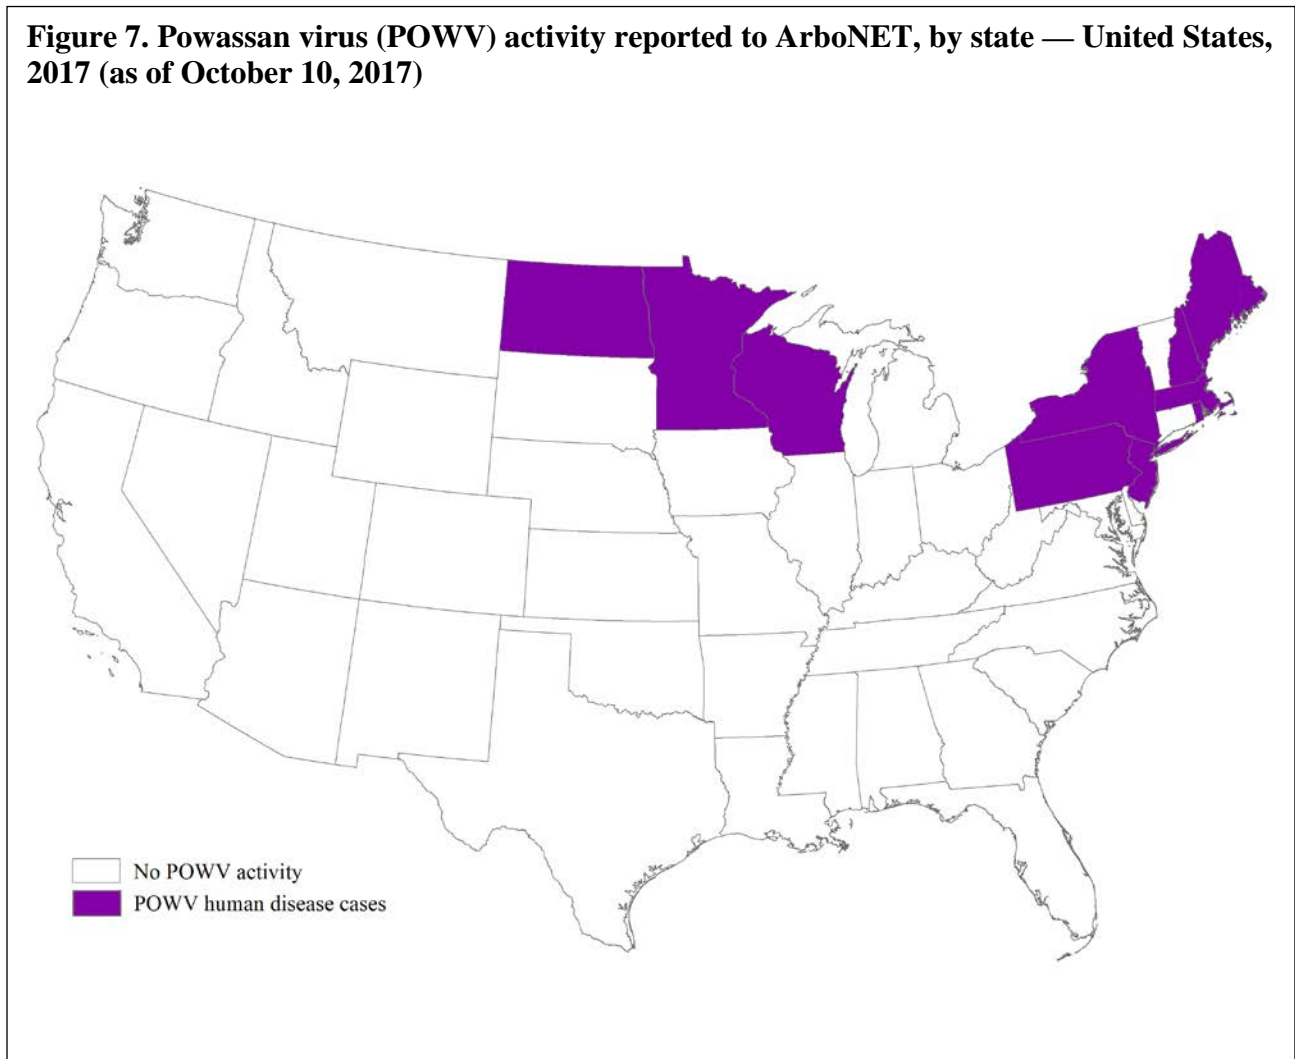 Figure 7. Powassan virus (POWV) activity reported to ArboNET, by state — United States,
2017 (as of October 10, 2017)
No POWV activity
POWV human disease cases